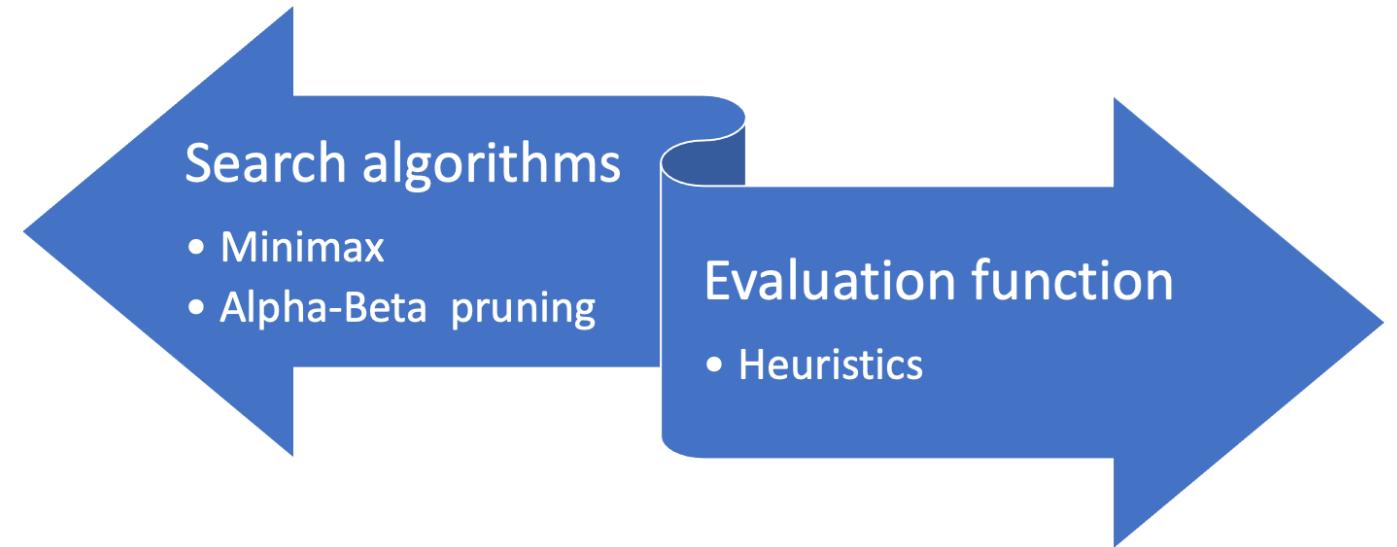 Search algorithms
• Minimax
• Alpha-Beta  pruning
Evaluation function
• Heuristics